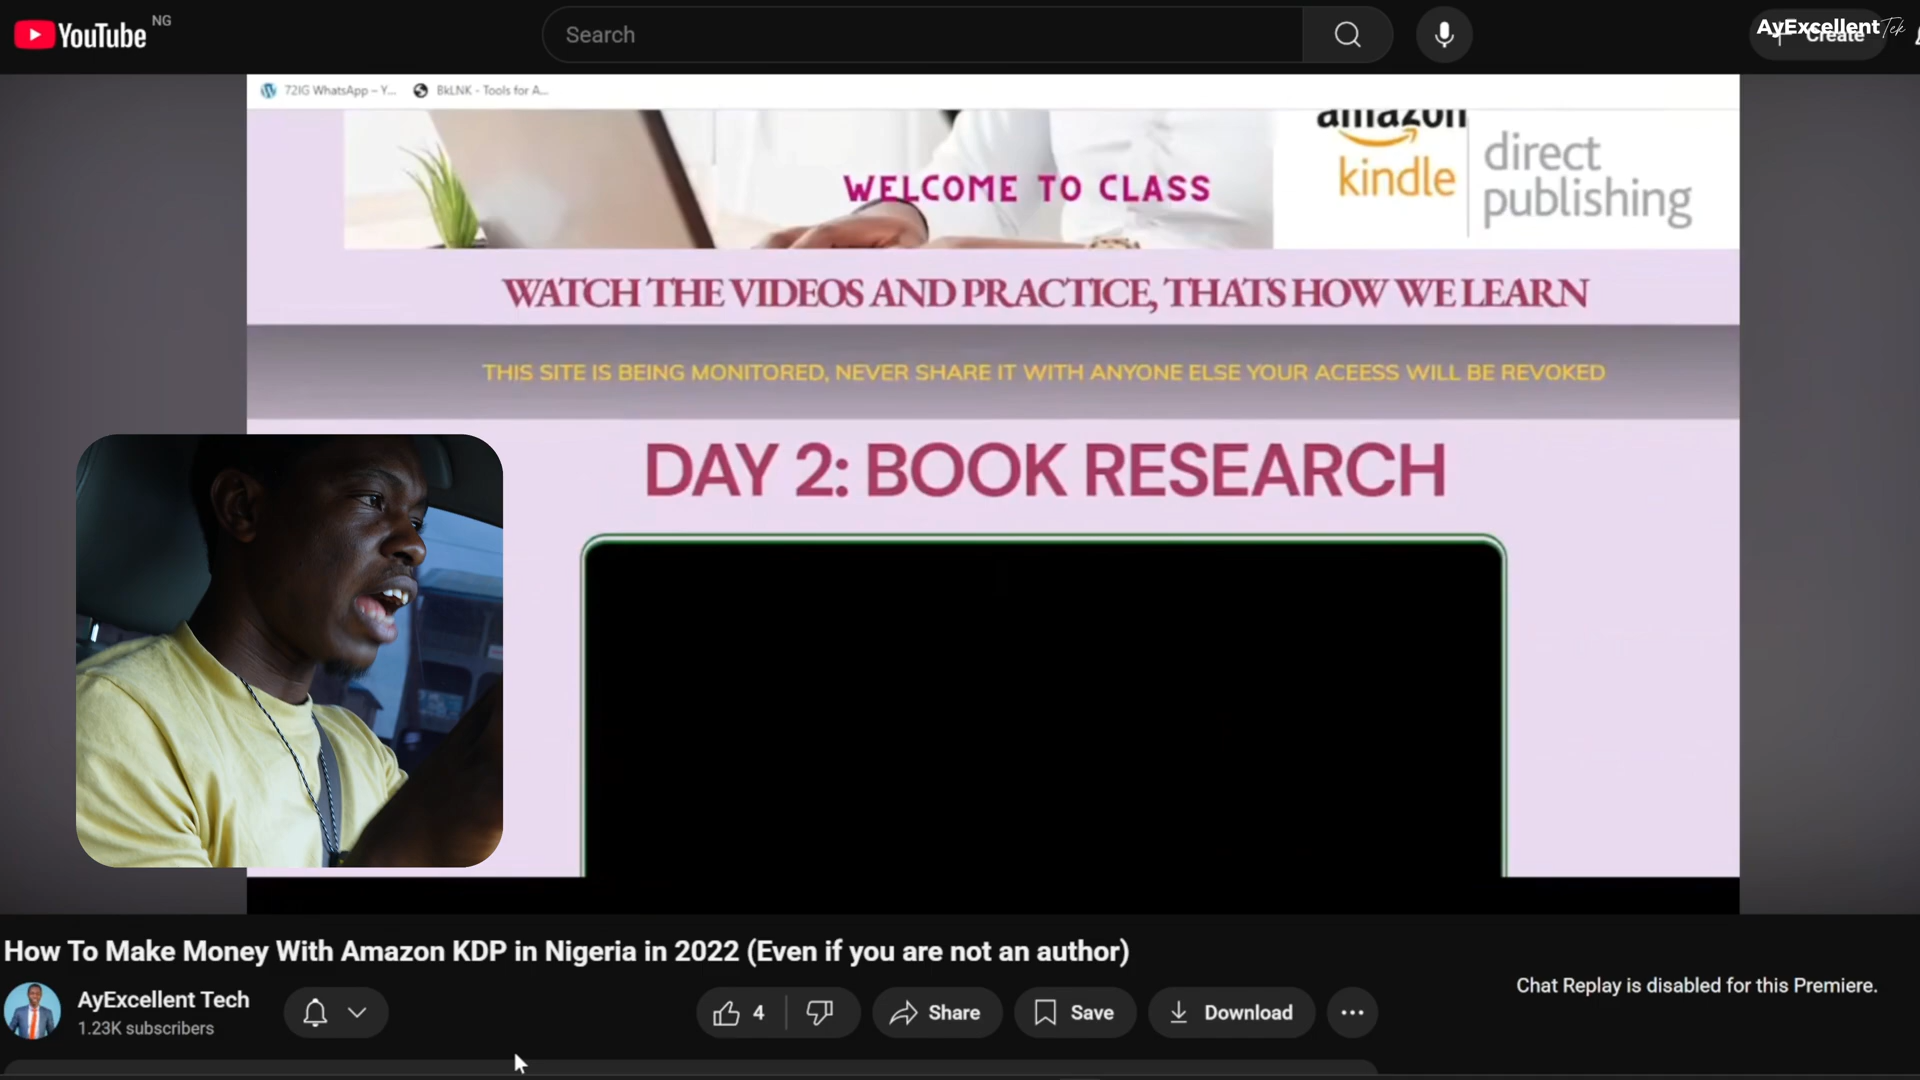 YouTube NG
Search
AyExcellent Tek
Create
72IG WhatsApp – Y...
BkLNK - Tools for A...
amazon
kindle
direct
publishing
WELCOME TO CLASS
WATCH THE VIDEOS AND PRACTICE, THATS HOW WE LEARN
THIS SITE IS BEING MONITORED, NEVER SHARE IT WITH ANYONE ELSE YOUR ACEESS WILL BE REVOKED
DAY 2: BOOK RESEARCH
How To Make Money With Amazon KDP in Nigeria in 2022 (Even if you are not an author)
AyExcellent Tech
1.23K subscribers
4
Share
Save
Download
Chat Replay is disabled for this Premiere.